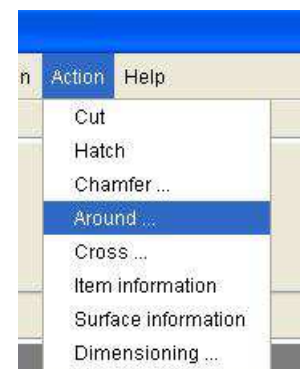 n Action Help
Cut
Hatch
Chamfer ...
Around ...
Cross ...
Item information
Surface information
Dimensioning ...